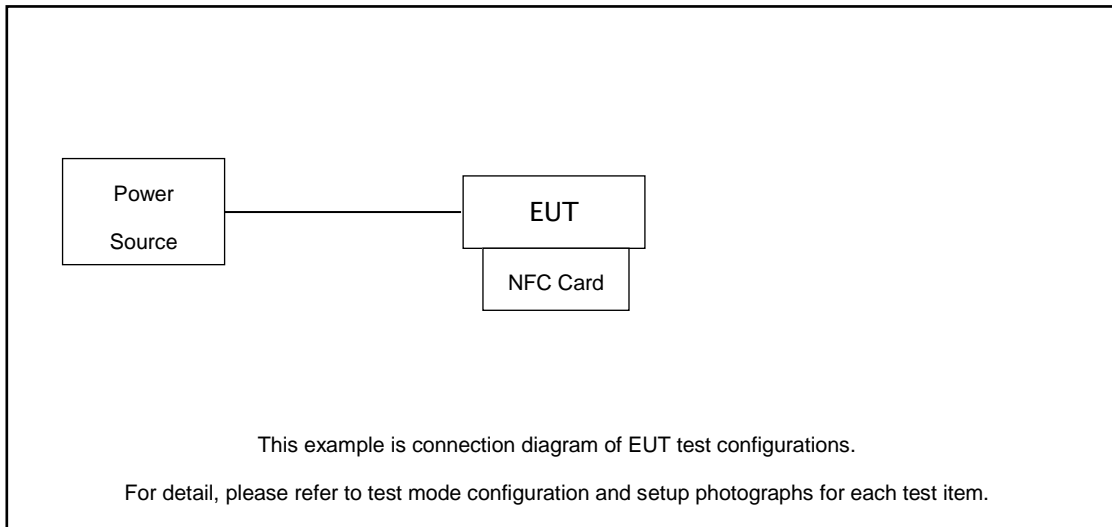 Power
Source
EUT
NFC Card
This example is connection diagram of EUT test configurations.
For detail, please refer to test mode configuration and setup photographs for each test item.